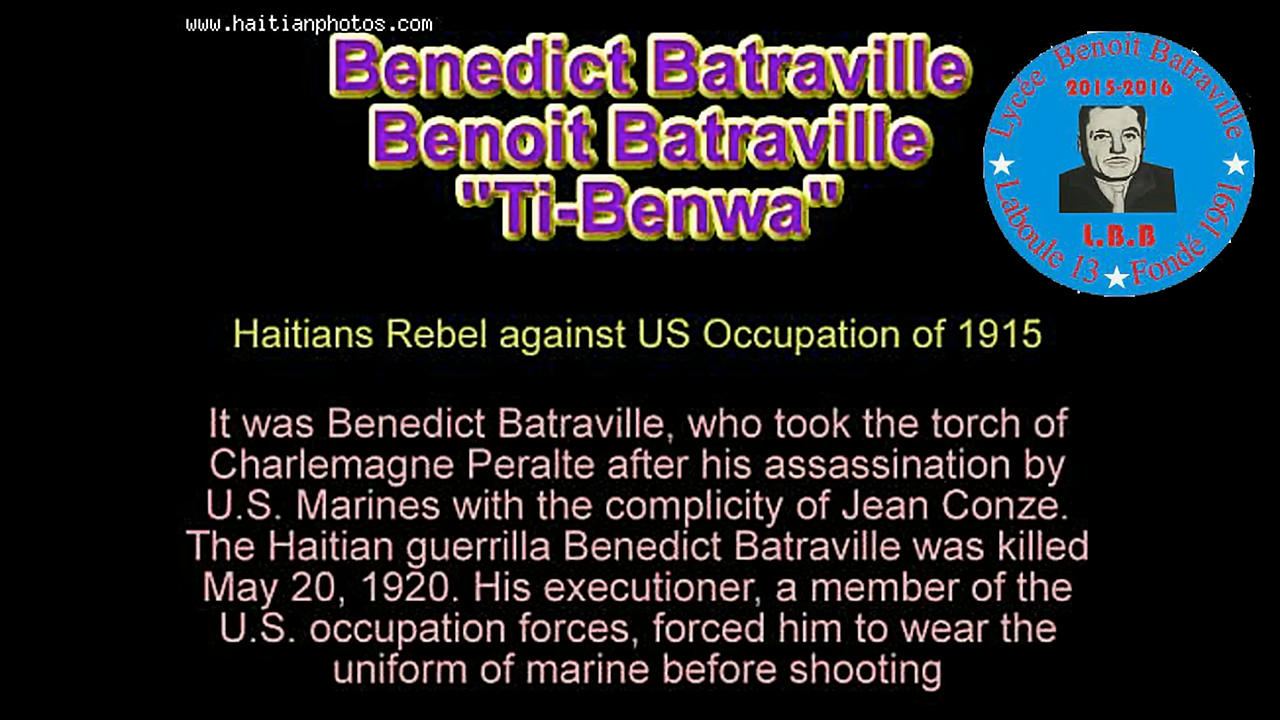 www.haitianphotos.com
Benedict Batraville
Benoit Batraville
"Ti-Benwa"
Lycée Benoit Batraville
2015-2016
L.B.B
Laboule 13 Fondé 1991
Haitians Rebel against US Occupation of 1915
It was Benedict Batraville, who took the torch of
Charlemagne Peralte after his assassination by
U.S. Marines with the complicity of Jean Conze.
The Haitian guerrilla Benedict Batraville was killed
May 20, 1920. His executioner, a member of the
U.S. occupation forces, forced him to wear the
uniform of marine before shooting